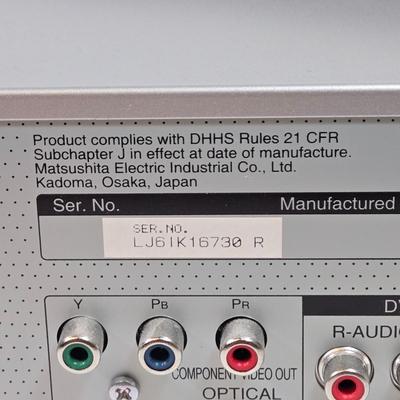 Product complies with DHHS Rules 21 CFR
Subchapter J in effect at date of manufacture.
Matsushita Electric Industrial Co., Ltd.
Kadoma, Osaka, Japan
Ser. No. Manufactured
SER.NO.
LJ6IK16730 R
Y PB PR
R-AUDIO
COMPONENT VIDEO OUT
OPTICAL